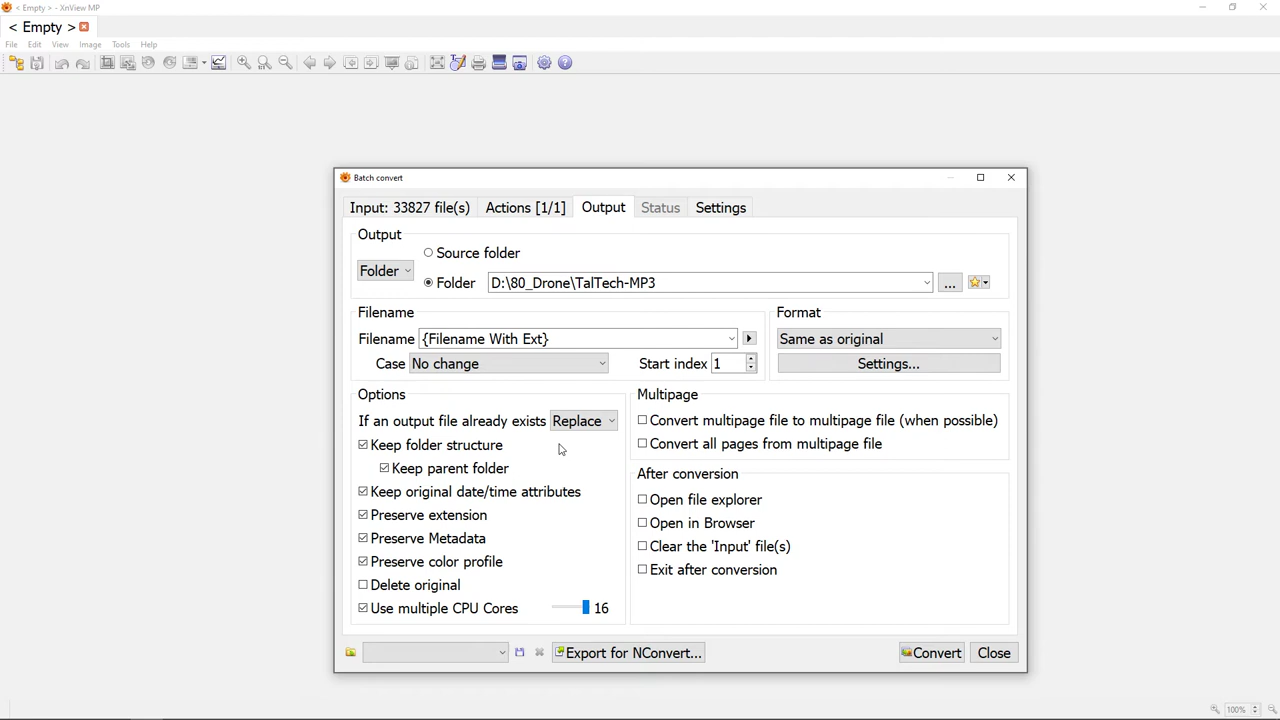 < Empty > - XnView MP
< Empty >
File Edit View Image Tools Help
Batch convert
Input: 33827 file(s) Actions [1/1] Output Status Settings
Output
Source folder
Folder
Folder D:\80_Drone\TalTech-MP3 ...
Filename
Filename {Filename With Ext}
Case No change Start index 1
Format
Same as original
Settings...
Options
If an output file already exists Replace
Keep folder structure
Keep parent folder
Keep original date/time attributes
Preserve extension
Preserve Metadata
Preserve color profile
Delete original
Use multiple CPU Cores 16
Multipage
Convert multipage file to multipage file (when possible)
Convert all pages from multipage file
After conversion
Open file explorer
Open in Browser
Clear the 'Input' file(s)
Exit after conversion
Export for NConvert... Convert Close
100%